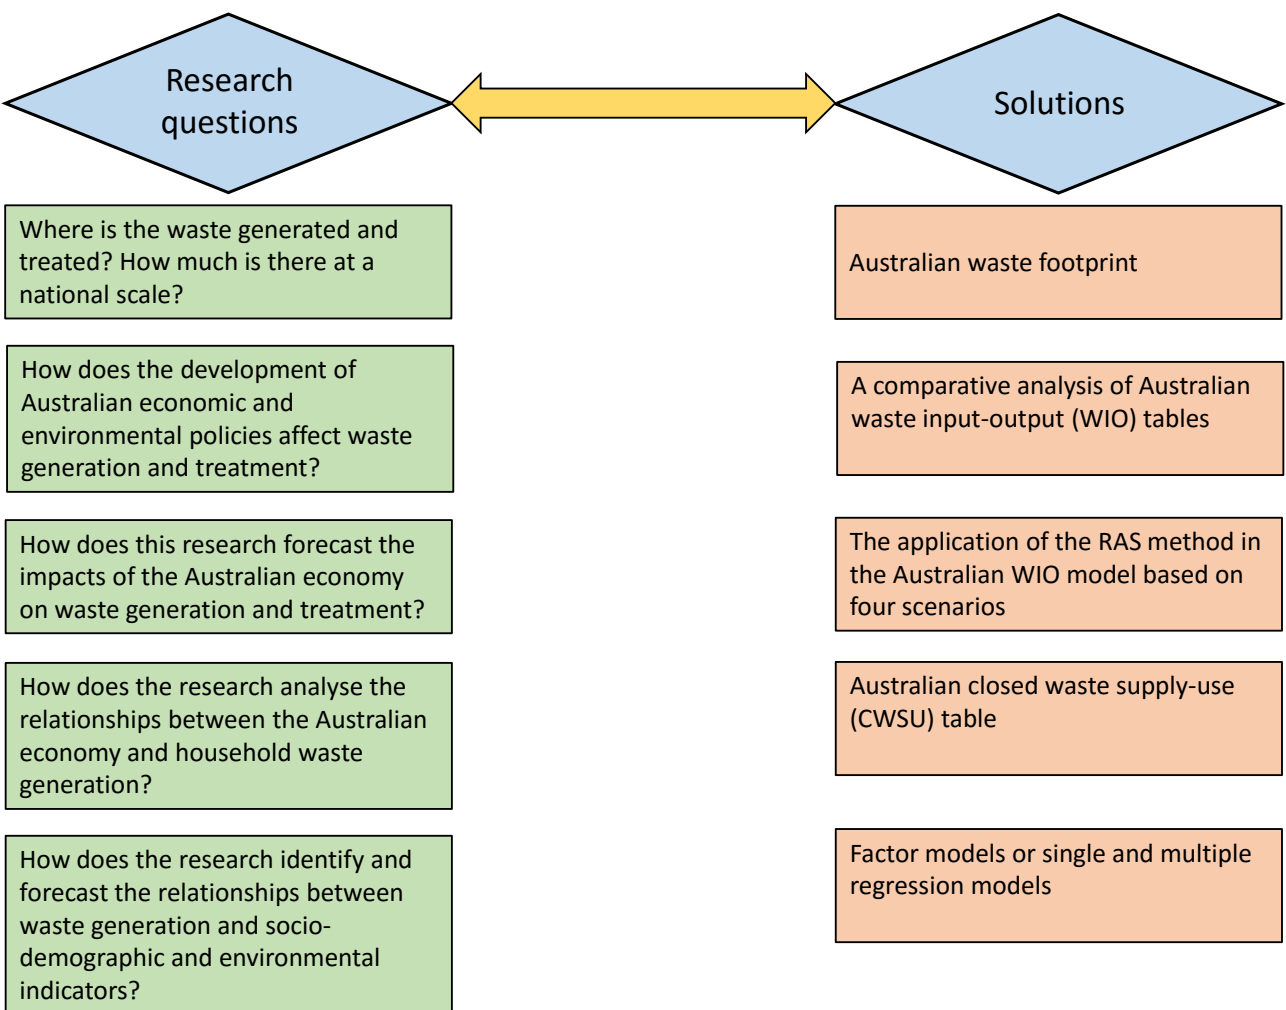 Research
questions
Solutions
Where is the waste generated and
treated? How much is there at a
national scale?
Australian waste footprint
How does the development of
Australian economic and
environmental policies affect waste
generation and treatment?
A comparative analysis of Australian
waste input-output (WIO) tables
How does this research forecast the
impacts of the Australian economy
on waste generation and treatment?
The application of the RAS method in
the Australian WIO model based on
four scenarios
How does the research analyse the
relationships between the Australian
economy and household waste
generation?
Australian closed waste supply-use
(CWSU) table
How does the research identify and
forecast the relationships between
waste generation and socio-
demographic and environmental
indicators?
Factor models or single and multiple
regression models